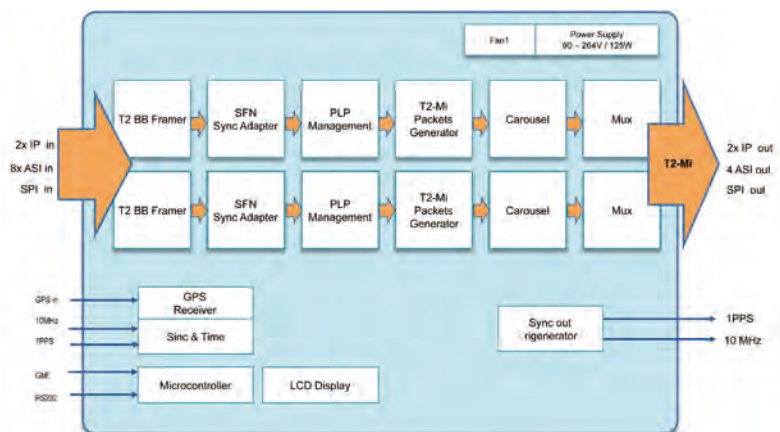 Fan1
Power Supply
90 – 264V / 125W
2x IP in
8x ASI in
SPI in
T2 BB Framer
SFN
Sync Adapter
PLP
Management
T2-Mi
Packets
Generator
Carousel
Mux
T2 BB Framer
SFN
Sync Adapter
PLP
Management
T2-Mi
Packets
Generator
Carousel
Mux
T2-Mi
2x IP out
4 ASI out
SPI out
GPS in
10MHz
1PPS
GPS
Receiver
Sinc & Time
GME
RS232
Microcontroller
LCD Display
Sync out
rigenerator
1PPS
10 MHz